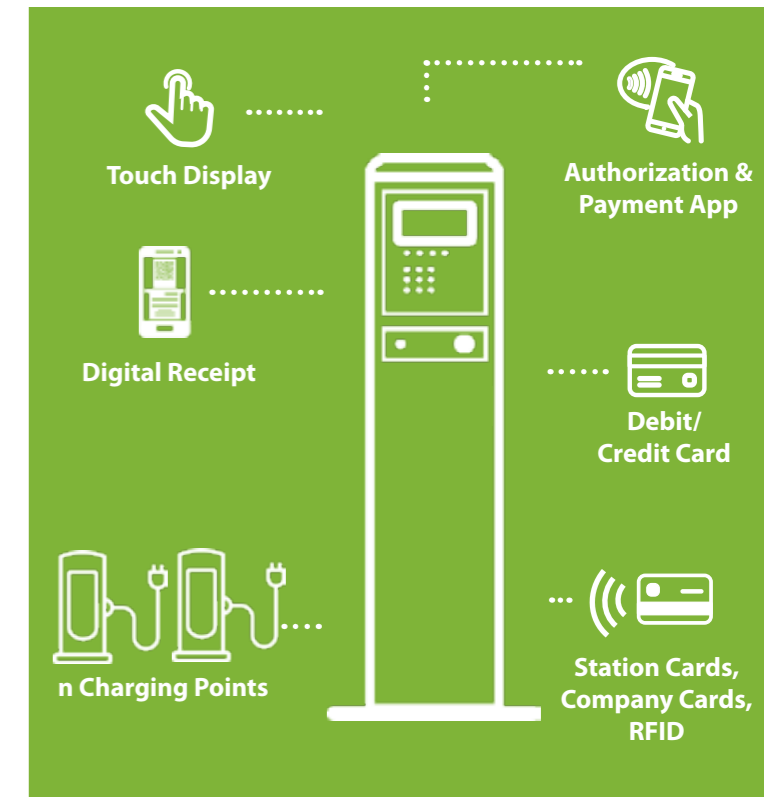 Touch Display
Authorization &
Payment App
Digital Receipt
Debit/
Credit Card
n Charging Points
Station Cards,
Company Cards,
RFID